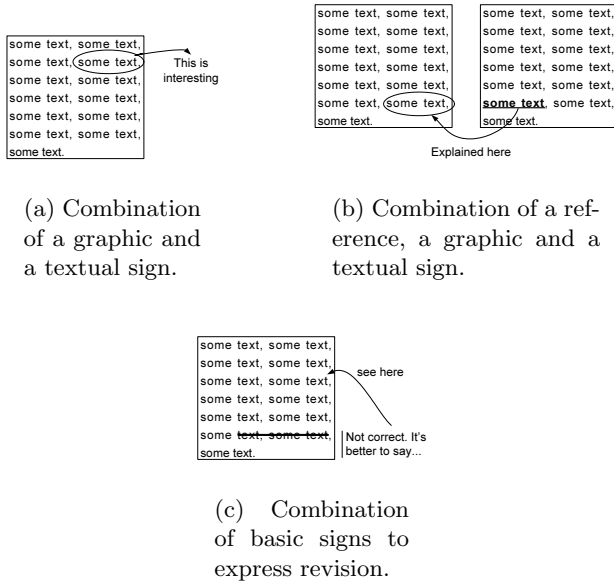 some text, some text,
some text, some text,
some text, some text,
some text, some text,
some text, some text,
some text, some text,
some text.
This is
interesting
(a) Combination
of a graphic and
a textual sign.
some text, some text,
some text, some text,
some text, some text,
some text, some text,
some text, some text,
some text, some text,
some text.
some text, some text,
some text, some text,
some text, some text,
some text, some text,
some text, some text,
some text, some text,
some text.
Explained here
(b) Combination of a ref-
erence, a graphic and a
textual sign.
some text, some text,
some text, some text,
some text, some text,
some text, some text,
some text, some text,
some text, some text,
some text.
see here
Not correct. It's
better to say...
(c) Combination
of basic signs to
express revision.